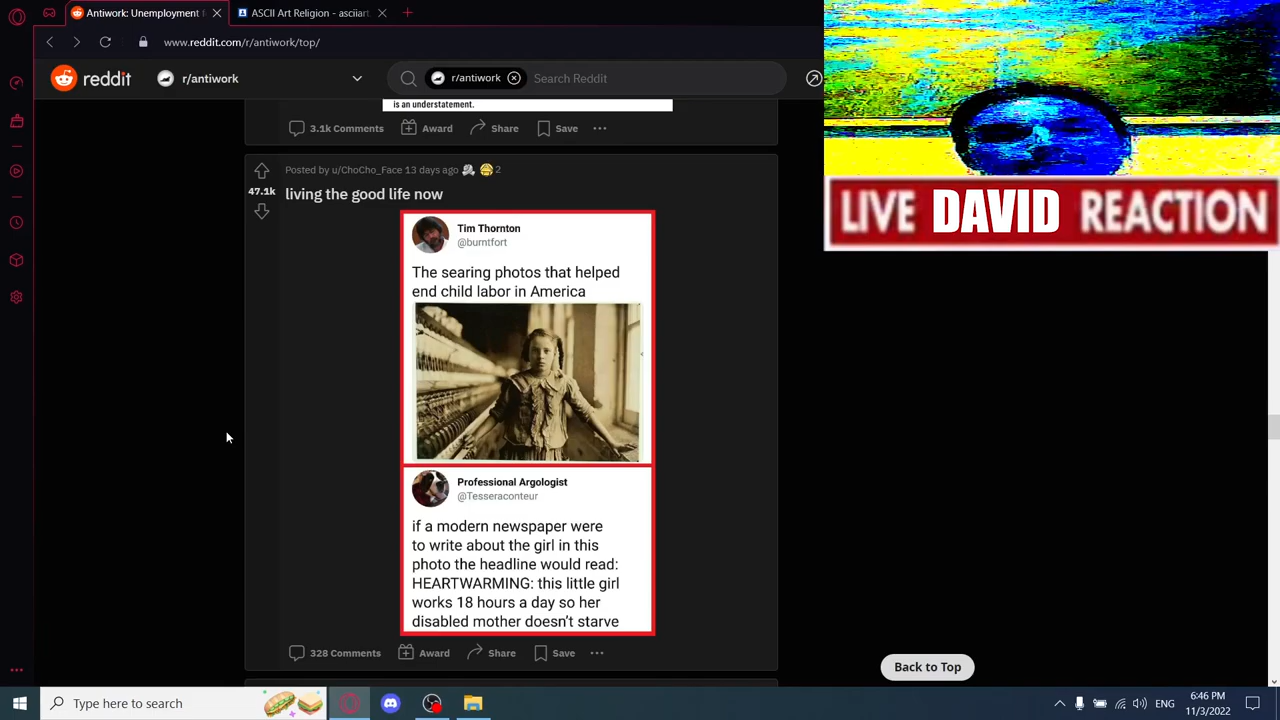 Antiwork: Unemployment f
ASCII Art Religion - asciiart
www.reddit.com/r/antiwork/top/
reddit
r/antiwork
r/antiwork
Search Reddit
is an understatement.
3.1k Comments
Award
Share
Save
Posted by u/ChoCho_Face 13 days ago
2
47.1k
living the good life now
Tim Thornton
@burntfort
The searing photos that helped
end child labor in America
Professional Argologist
@Tesseraconteur
if a modern newspaper were
to write about the girl in this
photo the headline would read:
HEARTWARMING: this little girl
works 18 hours a day so her
disabled mother doesn't starve
328 Comments
Award
Share
Save
LIVE DAVID REACTION
Back to Top
Type here to search
ENG
6:46 PM
11/3/2022